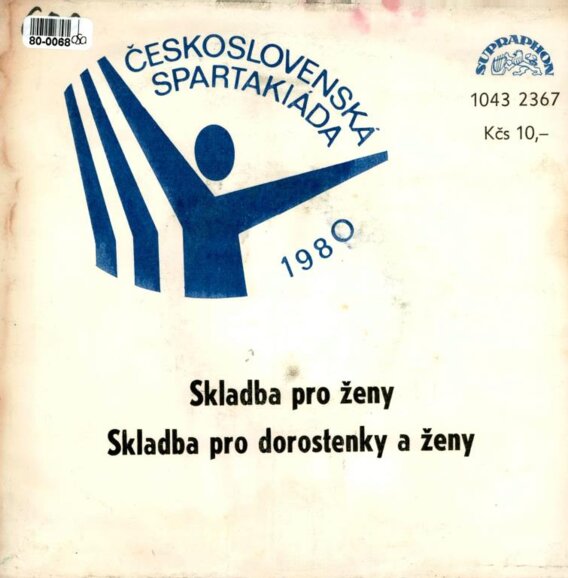 80-0068
ČESKOSLOVENSKÁ
SPARTAKIÁDA
1980
SUPRAPHON
1043 2367
Kčs 10,–
Skladba pro ženy
Skladba pro dorostenky a ženy